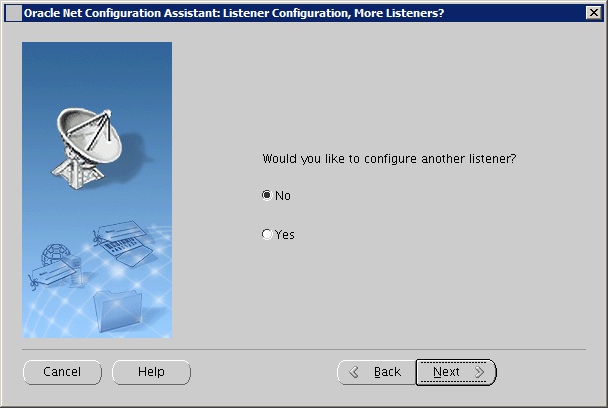 Oracle Net Configuration Assistant: Listener Configuration, More Listeners?
Would you like to configure another listener?
No
Yes
Cancel
Help
Back
Next